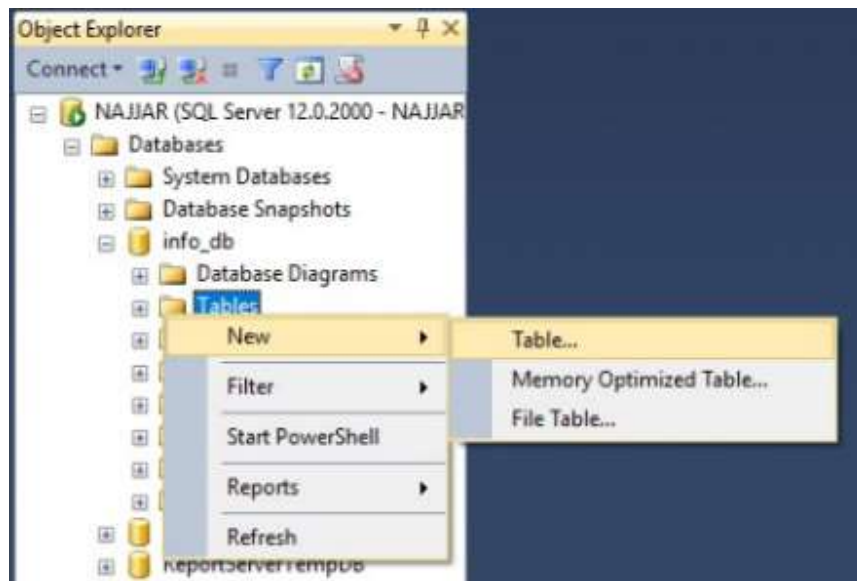 Object Explorer
Connect
NAJJAR (SQL Server 12.0.2000 - NAJJAR
Databases
System Databases
Database Snapshots
info_db
Database Diagrams
Tables
New
Table...
Memory Optimized Table...
Filter
File Table...
Start PowerShell
Reports
Refresh
ReportServerTempDB